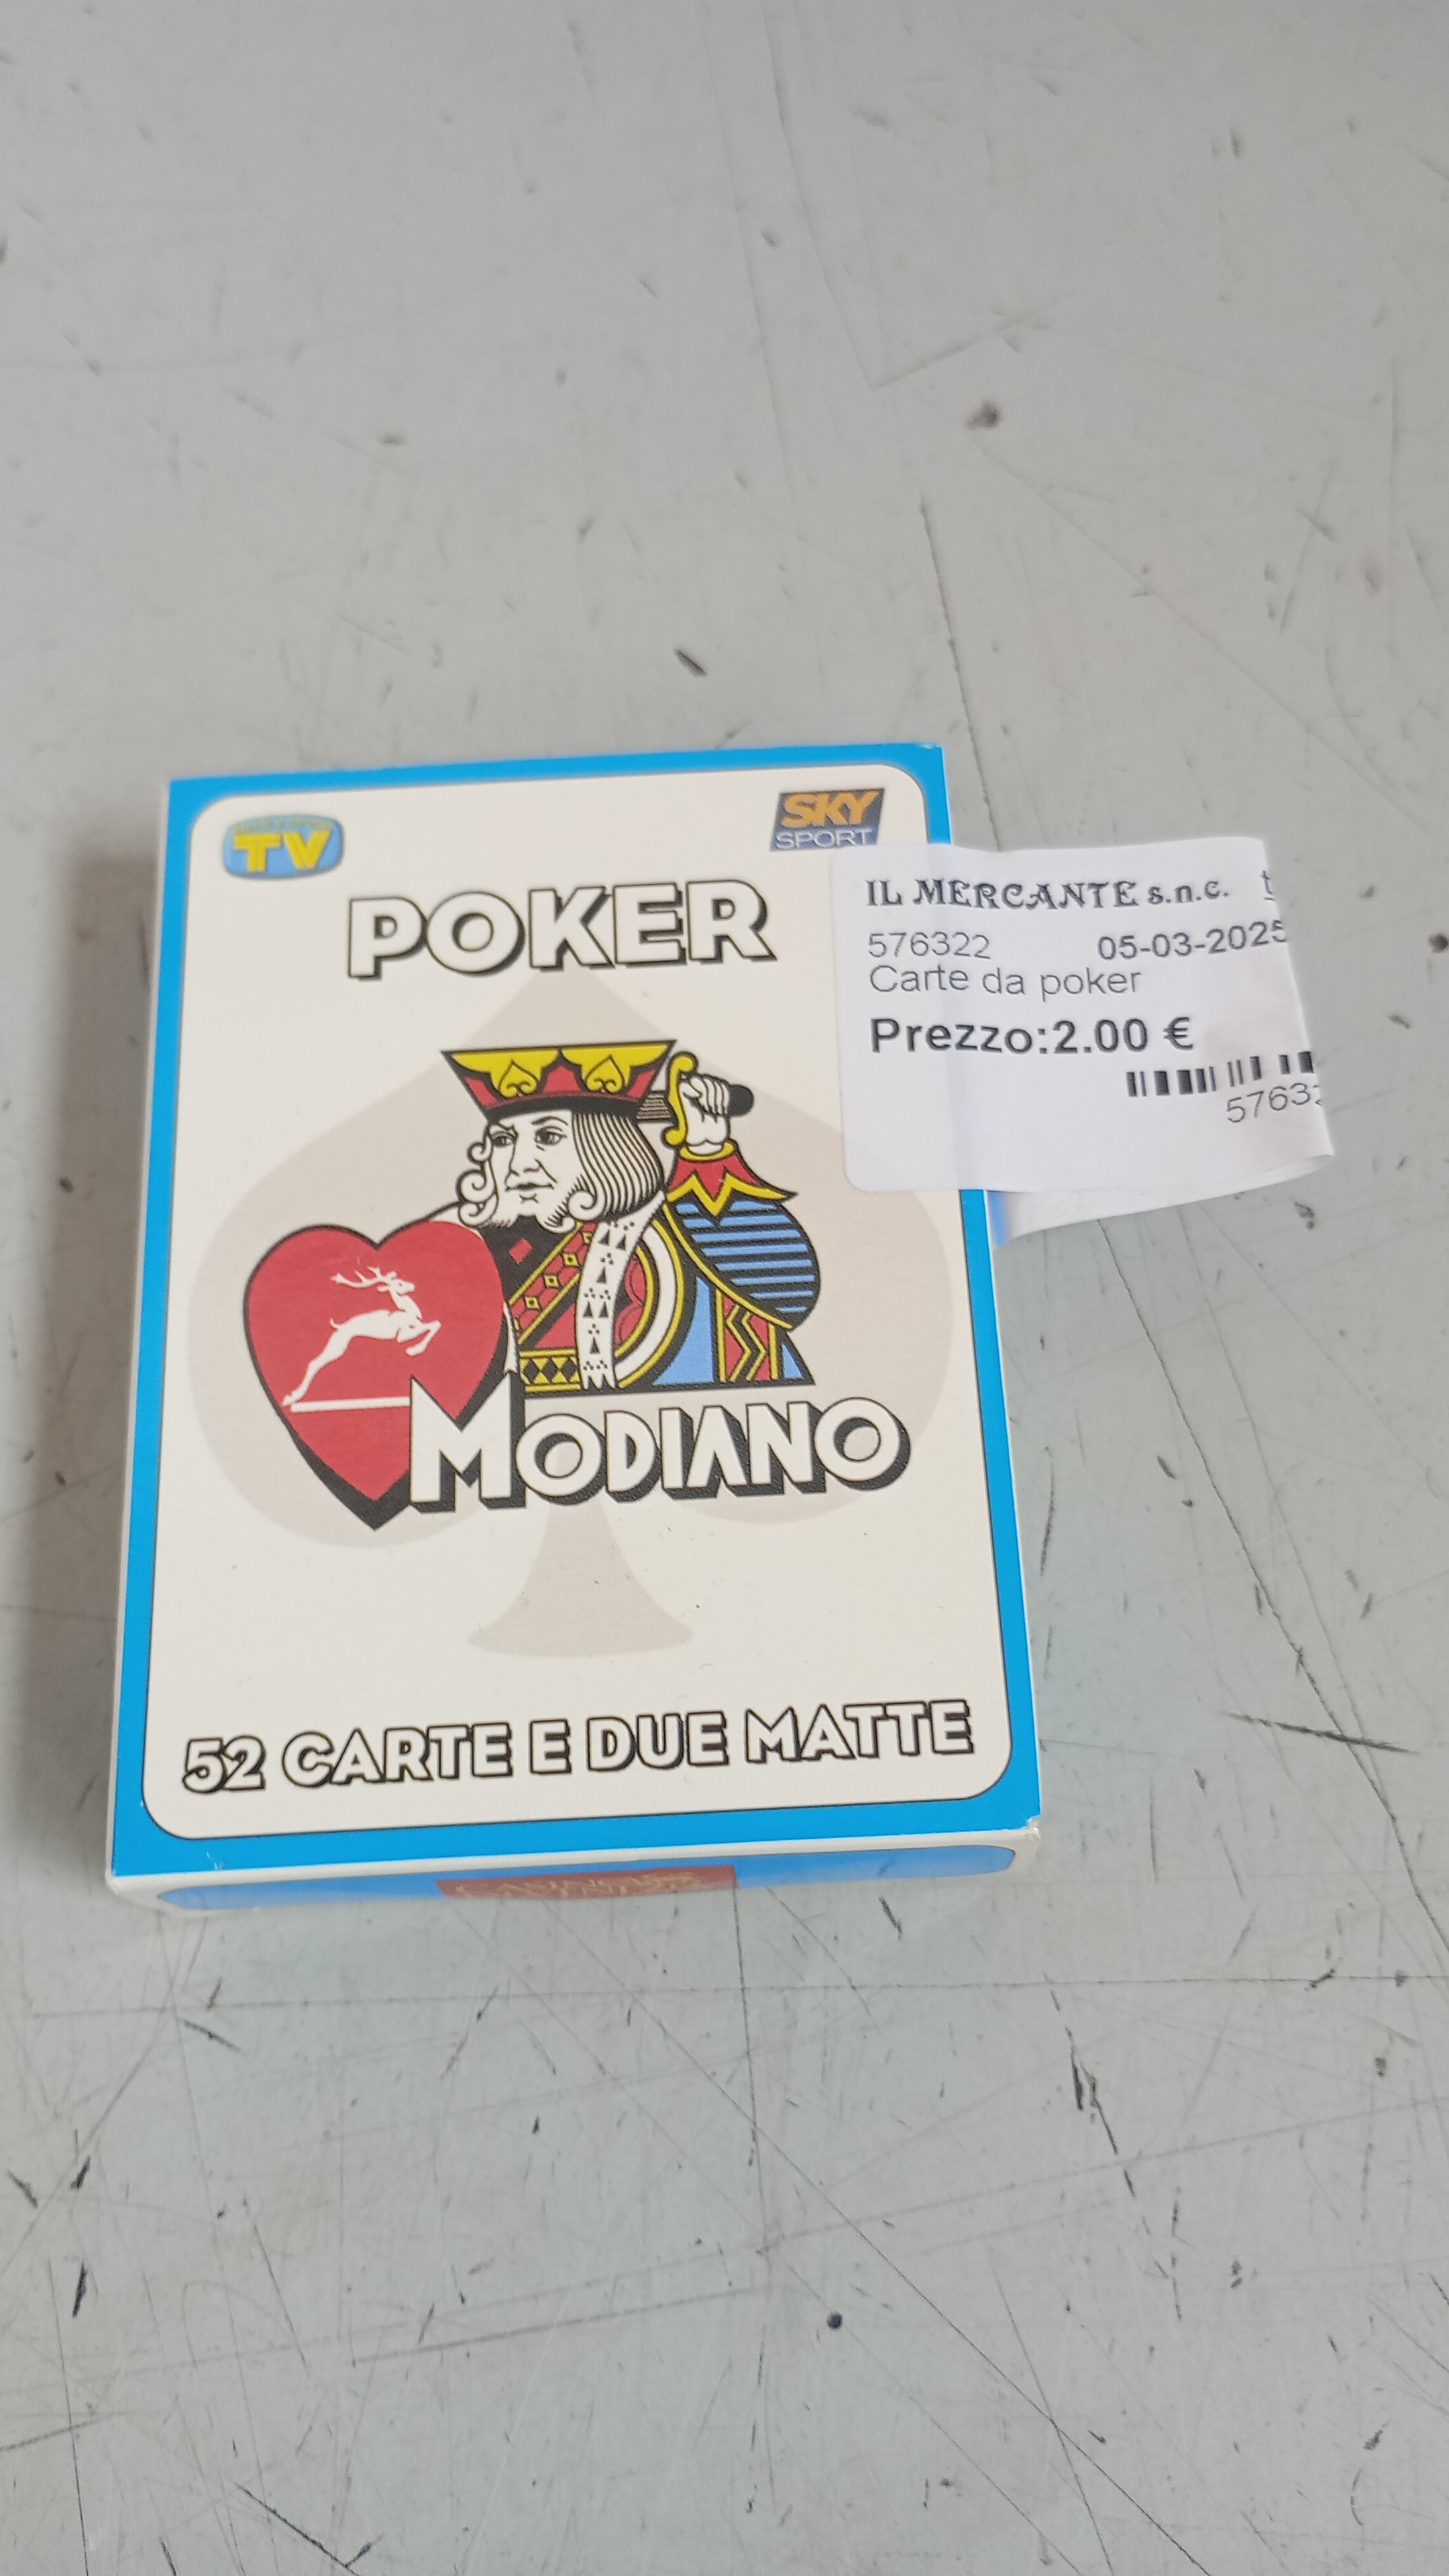 TV
SKY
SPORT
POKER
IL MERCANTE s.n.c.
576322 05-03-2025
Carte da poker
Prezzo:2.00 €
5763
MODIANO
52 CARTE E DUE MATTE